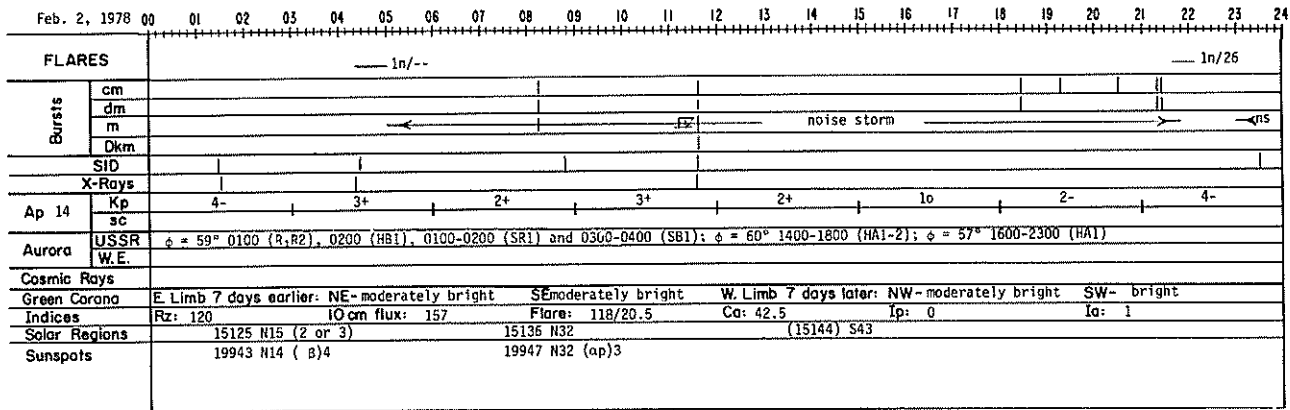 Feb. 2, 1978 00 01 02 03 04 05 06 07 08 09 10 11 12 13 14 15 16 17 18 19 20 21 22 23 24
FLARES 1n/-- 1n/26
Bursts
cm
dm
m noise storm ns
Dkm
SID
X-Rays
Ap 14 Kp 4- 3+ 2+ 3+ 2+ 1o 2- 4-
sc
Aurora USSR ϕ = 59° 0100 (R,R2), 0200 (HB1), 0100-0200 (SR1) and 0300-0400 (SB1); ϕ = 60° 1400-1800 (HA1-2); ϕ = 57° 1600-2300 (HA1)
W.E.
Cosmic Rays
Green Corona E. Limb 7 days earlier: NE- moderately bright SEmoderately bright W. Limb 7 days later: NW- moderately bright SW- bright
Indices Rz: 120 10 cm flux: 157 Flare: 118/20.5 Ca: 42.5 Ip: 0 Ia: 1
Solar Regions 15125 N15 (2 or 3) 15136 N32 (15144) S43
Sunspots 19943 N14 ( β)4 19947 N32 (αp)3